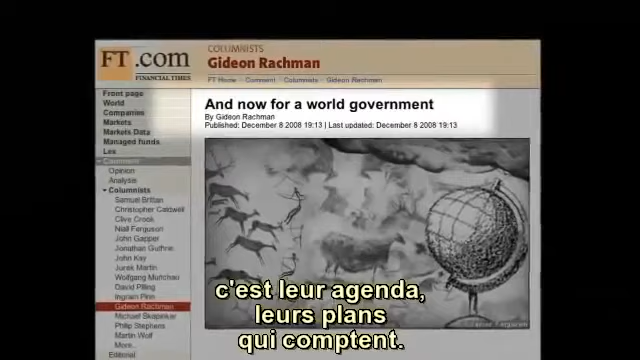 FT.com
FINANCIAL TIMES
COLUMNISTS
Gideon Rachman
FT Home > Comment > Columnists > Gideon Rachman
Front page
World
Companies
Markets
Markets Data
Managed funds
Lex
Comment
Opinion
Analysis
Columnists
Samuel Brittan
Christopher Caldwell
Clive Crook
Niall Ferguson
John Gapper
Jonathan Guthrie
John Kay
Jurek Martin
Wolfgang Munchau
David Pilling
Ingram Pinn
Gideon Rachman
Michael Skapinker
Philip Stephens
Martin Wolf
More...
Editorial
And now for a world government
By Gideon Rachman
Published: December 8 2008 19:13 | Last updated: December 8 2008 19:13
c'est leur agenda,
leurs plans
qui comptent.